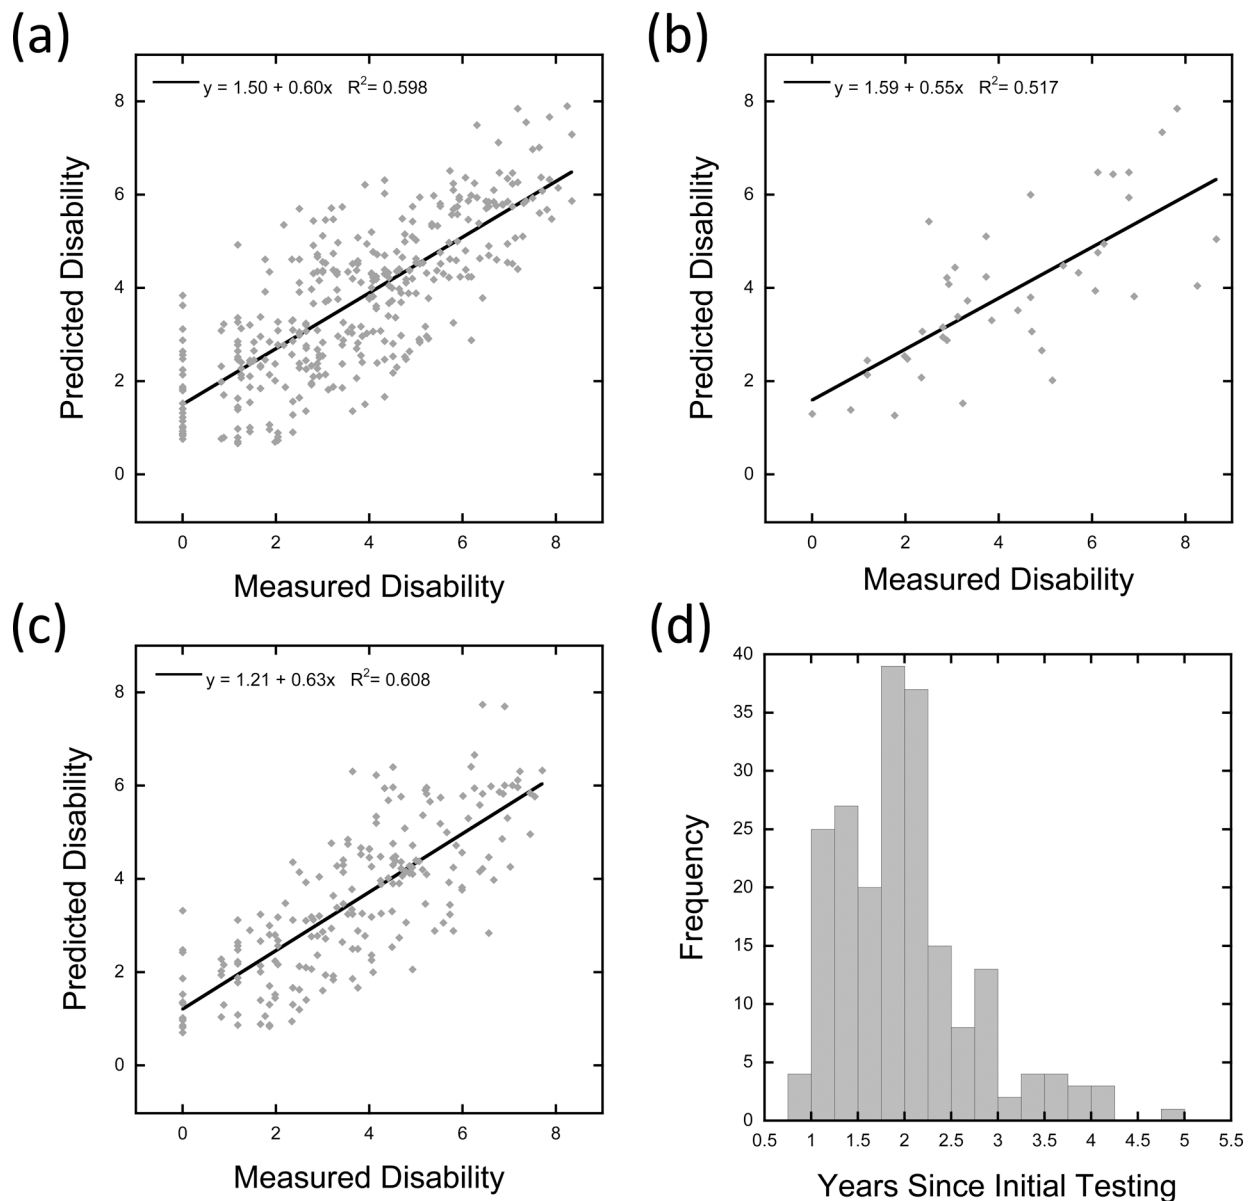 (a)
y = 1.50 + 0.60x R²= 0.598
8
6
4
2
0
Predicted Disability
0 2 4 6 8
Measured Disability
(b)
y = 1.59 + 0.55x R²= 0.517
8
6
4
2
0
Predicted Disability
0 2 4 6 8
Measured Disability
(c)
y = 1.21 + 0.63x R²= 0.608
8
6
4
2
0
Predicted Disability
0 2 4 6 8
Measured Disability
(d)
40
35
30
25
20
15
10
5
0
Frequency
0.5 1 1.5 2 2.5 3 3.5 4 4.5 5 5.5
Years Since Initial Testing